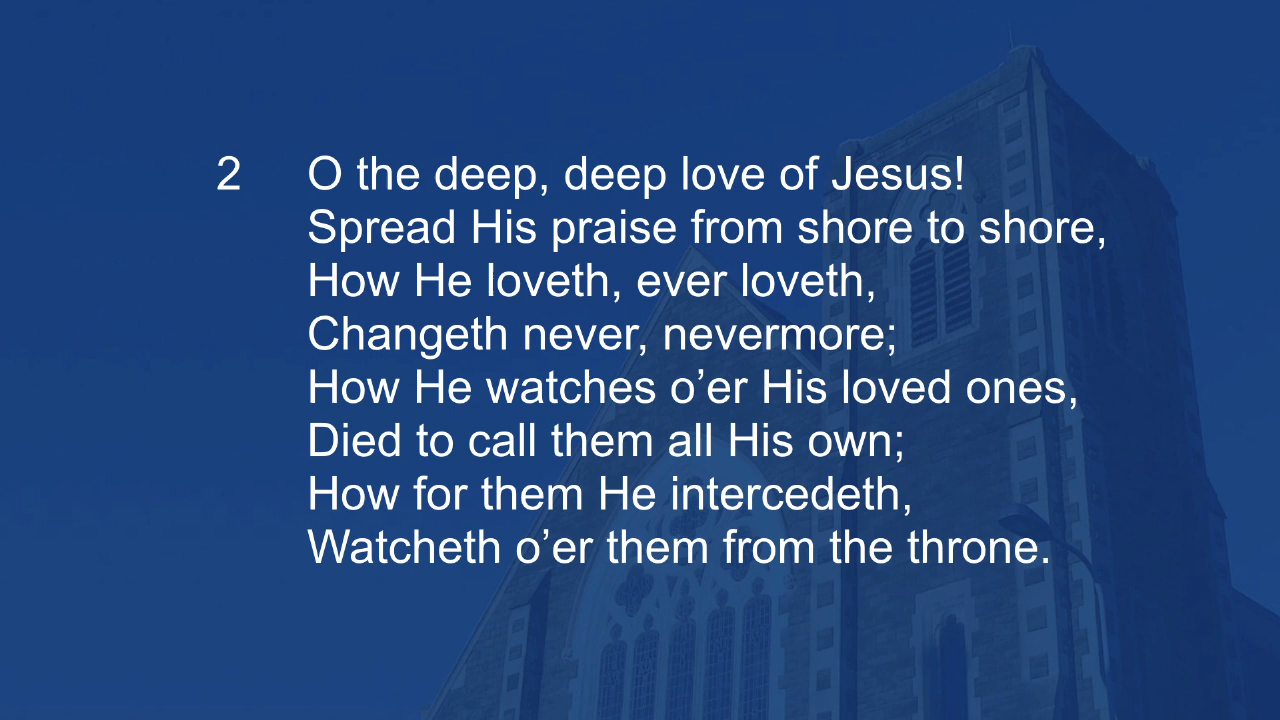 2 O the deep, deep love of Jesus!
Spread His praise from shore to shore,
How He loveth, ever loveth,
Changeth never, nevermore;
How He watches o’er His loved ones,
Died to call them all His own;
How for them He intercedeth,
Watcheth o’er them from the throne.